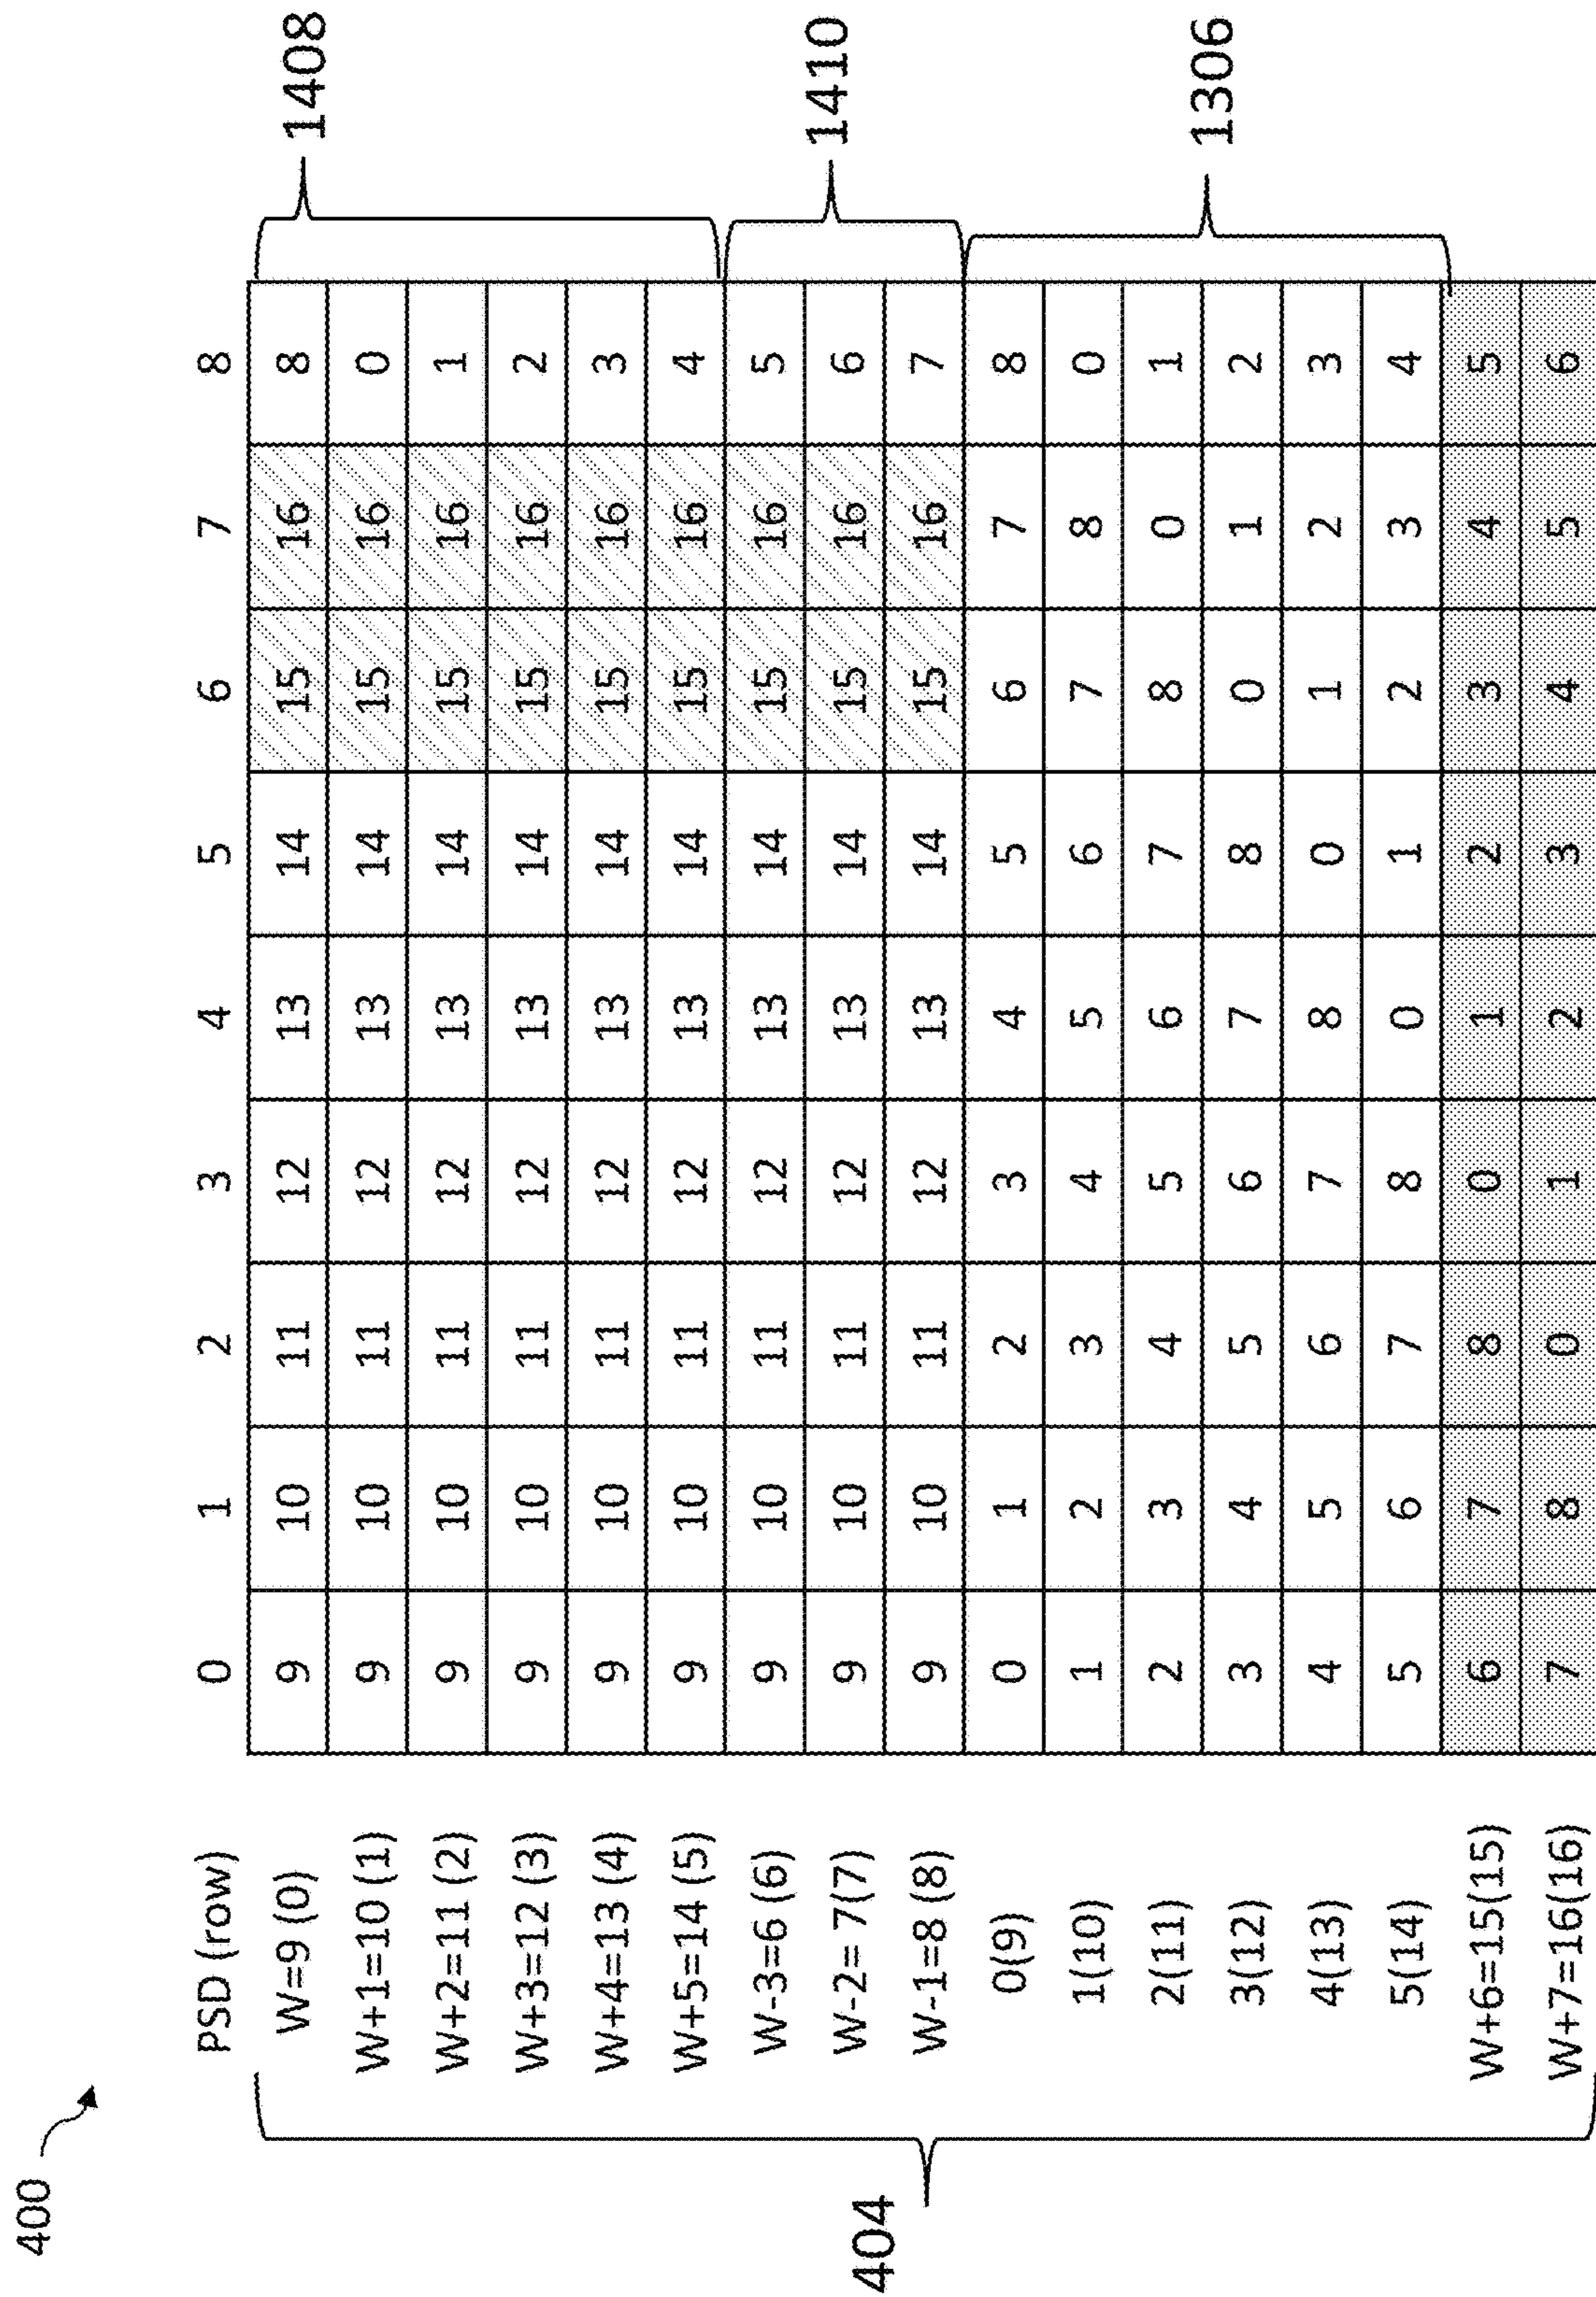 400
PSD (row) 0 1 2 3 4 5 6 7 8
W=9 (0) 9 10 11 12 13 14 15 16 8
W+1=10 (1) 9 10 11 12 13 14 15 16 0
W+2=11 (2) 9 10 11 12 13 14 15 16 1
W+3=12 (3) 9 10 11 12 13 14 15 16 2
W+4=13 (4) 9 10 11 12 13 14 15 16 3
W+5=14 (5) 9 10 11 12 13 14 15 16 4
W-3=6 (6) 9 10 11 12 13 14 15 16 5
W-2= 7(7) 9 10 11 12 13 14 15 16 6
W-1=8 (8) 9 10 11 12 13 14 15 16 7
0(9) 0 1 2 3 4 5 6 7 8
1(10) 1 2 3 4 5 6 7 8 0
2(11) 2 3 4 5 6 7 8 0 1
3(12) 3 4 5 6 7 8 0 1 2
4(13) 4 5 6 7 8 0 1 2 3
5(14) 5 6 7 8 0 1 2 3 4
W+6=15(15) 6 7 8 0 1 2 3 4 5
W+7=16(16) 7 8 0 1 2 3 4 5 6
404
1408
1410
1306